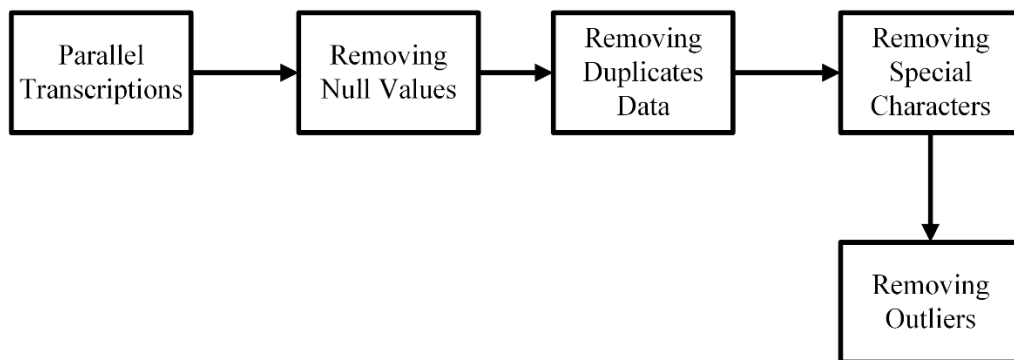 Parallel
Transcriptions
Removing
Null Values
Removing
Duplicates
Data
Removing
Special
Characters
Removing
Outliers